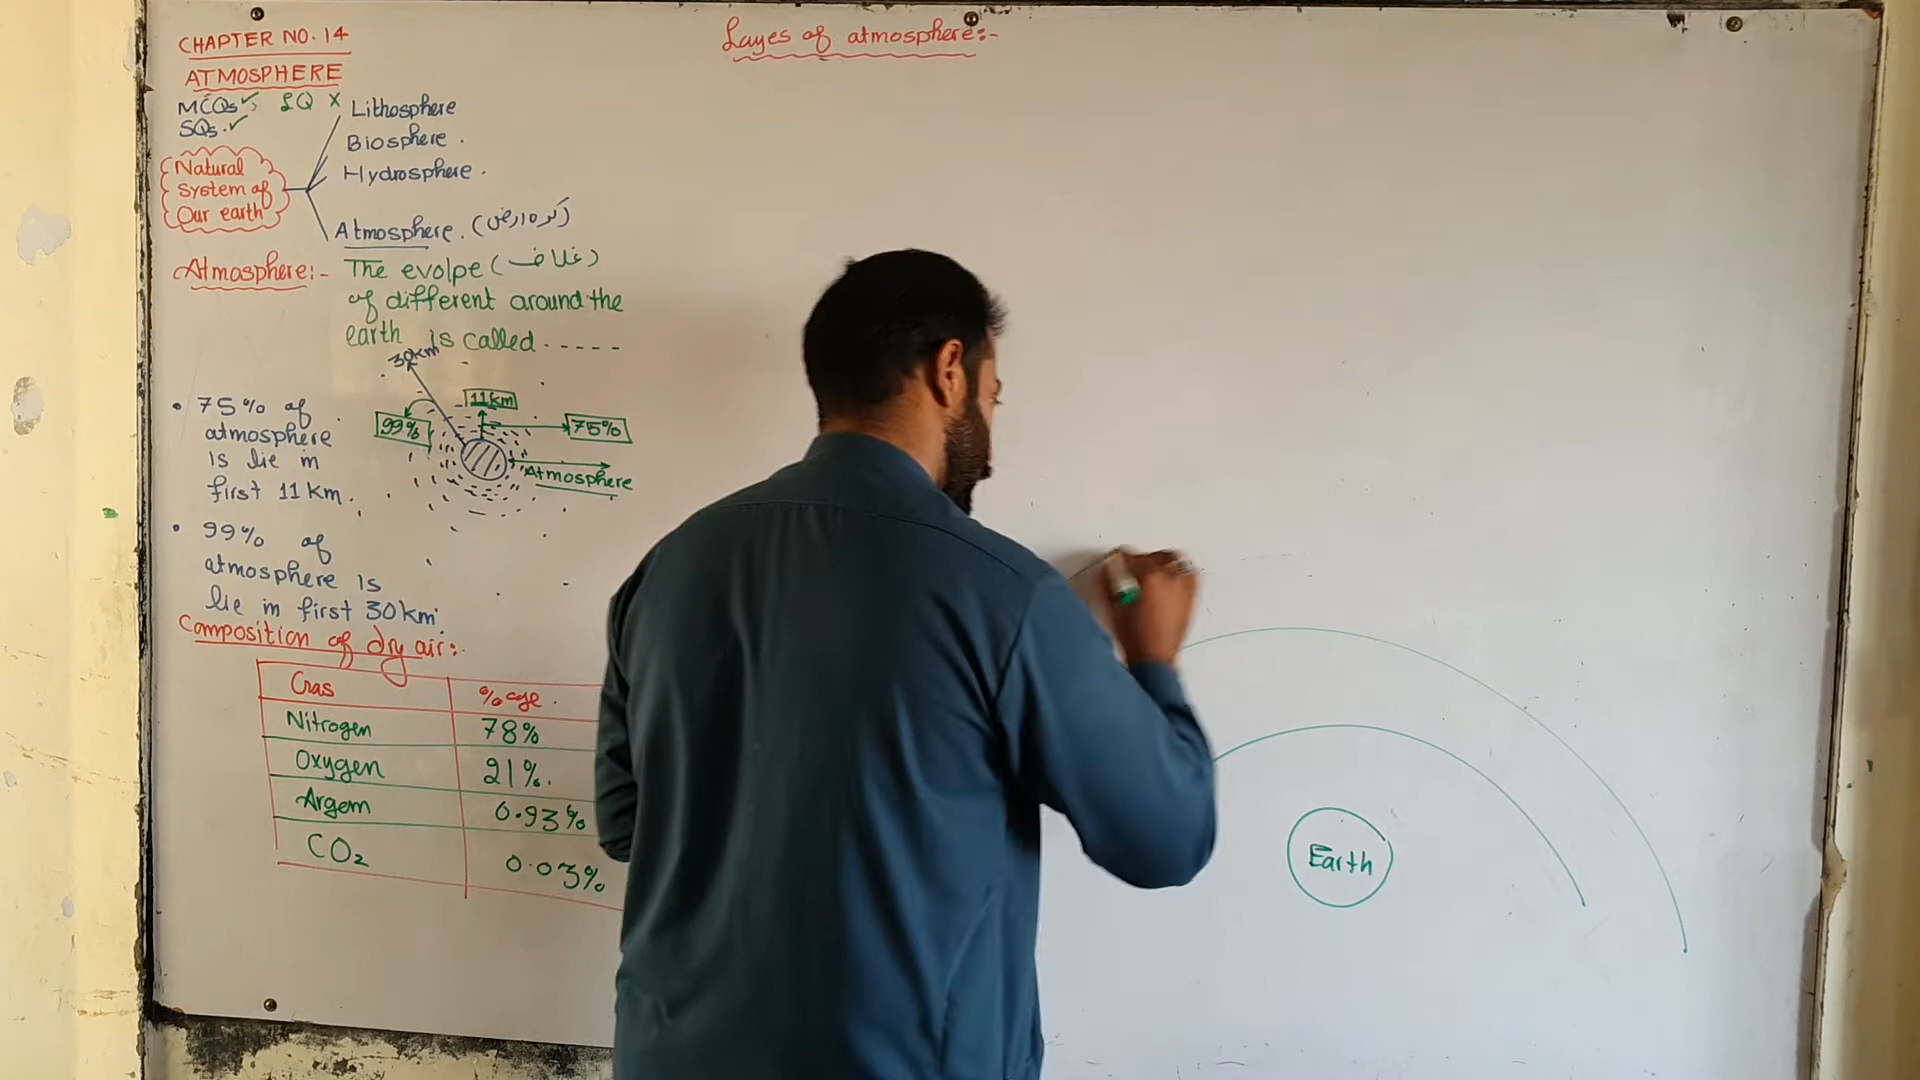 CHAPTER NO. 14
ATMOSPHERE
MCQs ✓, LQ X
SQs. ✓
Natural
system of
Our earth
Lithosphere
Biosphere.
Hydrosphere.
Atmosphere. (کرہ ارض)
Atmosphere:- The evolpe (غلاف)
of different around the
earth is called -----
• 75% of
atmosphere
is lie in
first 11 km.
30km
11km
99%
75%
Atmosphere
• 99% of
atmosphere is
lie in first 30km.
Composition of dry air:-
Gas %age.
Nitrogen 78%
Oxygen 21%.
Argem 0.93%
CO2 0.03%
Layes of atmosphere:-
Earth